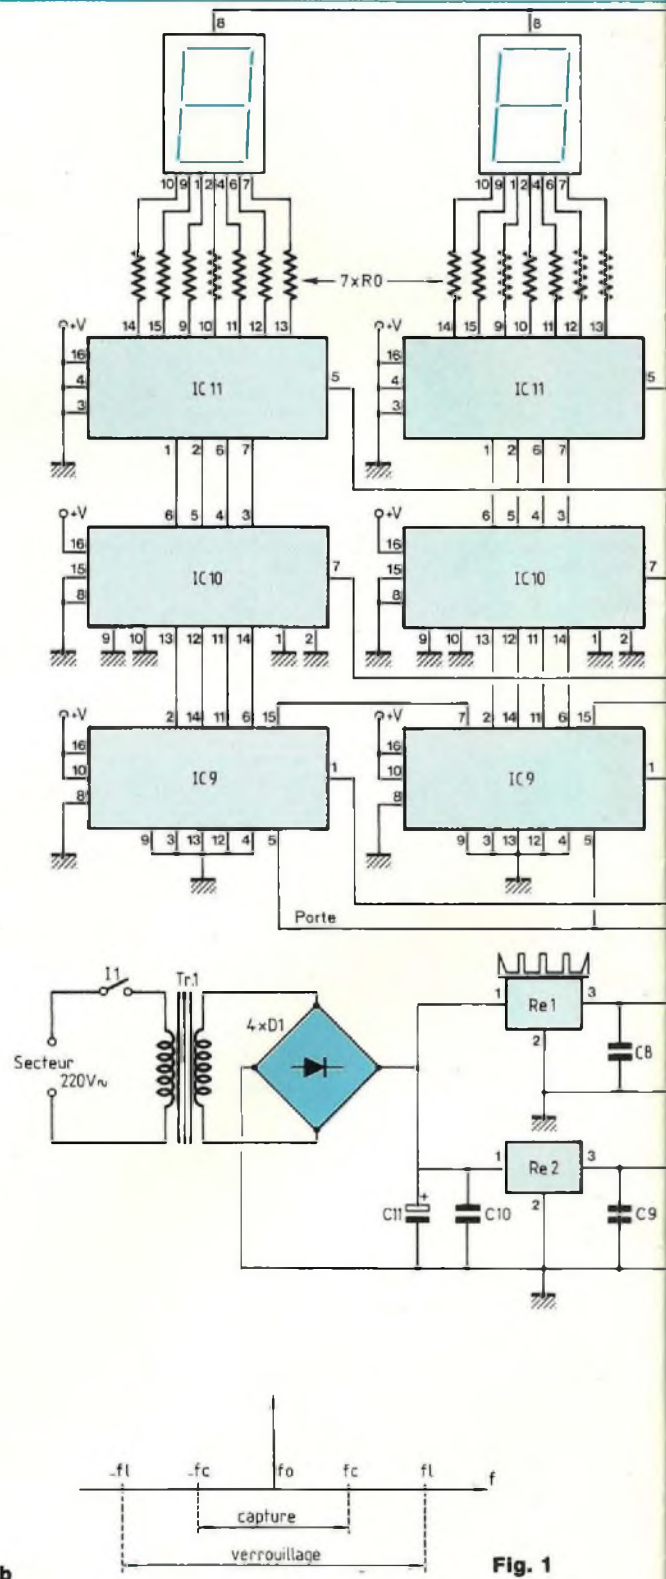 8 8
10 9 1 2 4 6 7 10 9 1 2 4 6 7
7xR0
14 15 9 10 11 12 13 14 15 9 10 11 12 13
+V +V
16 16
4 IC 11 5 4 IC 11 5
3 3
1 2 6 7 1 2 6 7
6 5 4 3 6 5 4 3
+V +V
16 16
15 IC 10 7 15 IC 10 7
8 8
9 10 13 12 11 14 1 2 9 10 13 12 11 14 1 2
2 14 11 6 15 7 2 14 11 6 15
+V +V
16 16
10 IC 9 1 10 IC 9 1
8 8
9 3 13 12 4 5 9 3 13 12 4 5
Porte
I1 Tr.1
4xD1 1 Re 1 3
2
C8
Secteur
220V~
1 Re 2 3
2
+
C11 C10 C9
-fl -fc fo fc fl f
capture
verrouillage
b Fig. 1